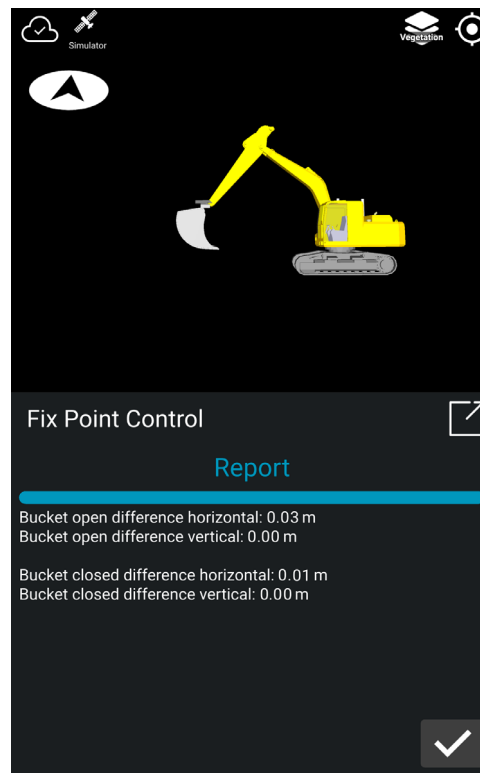 Simulator
Vegetation
Fix Point Control
Report
Bucket open difference horizontal: 0.03 m
Bucket open difference vertical: 0.00 m
Bucket closed difference horizontal: 0.01 m
Bucket closed difference vertical: 0.00 m